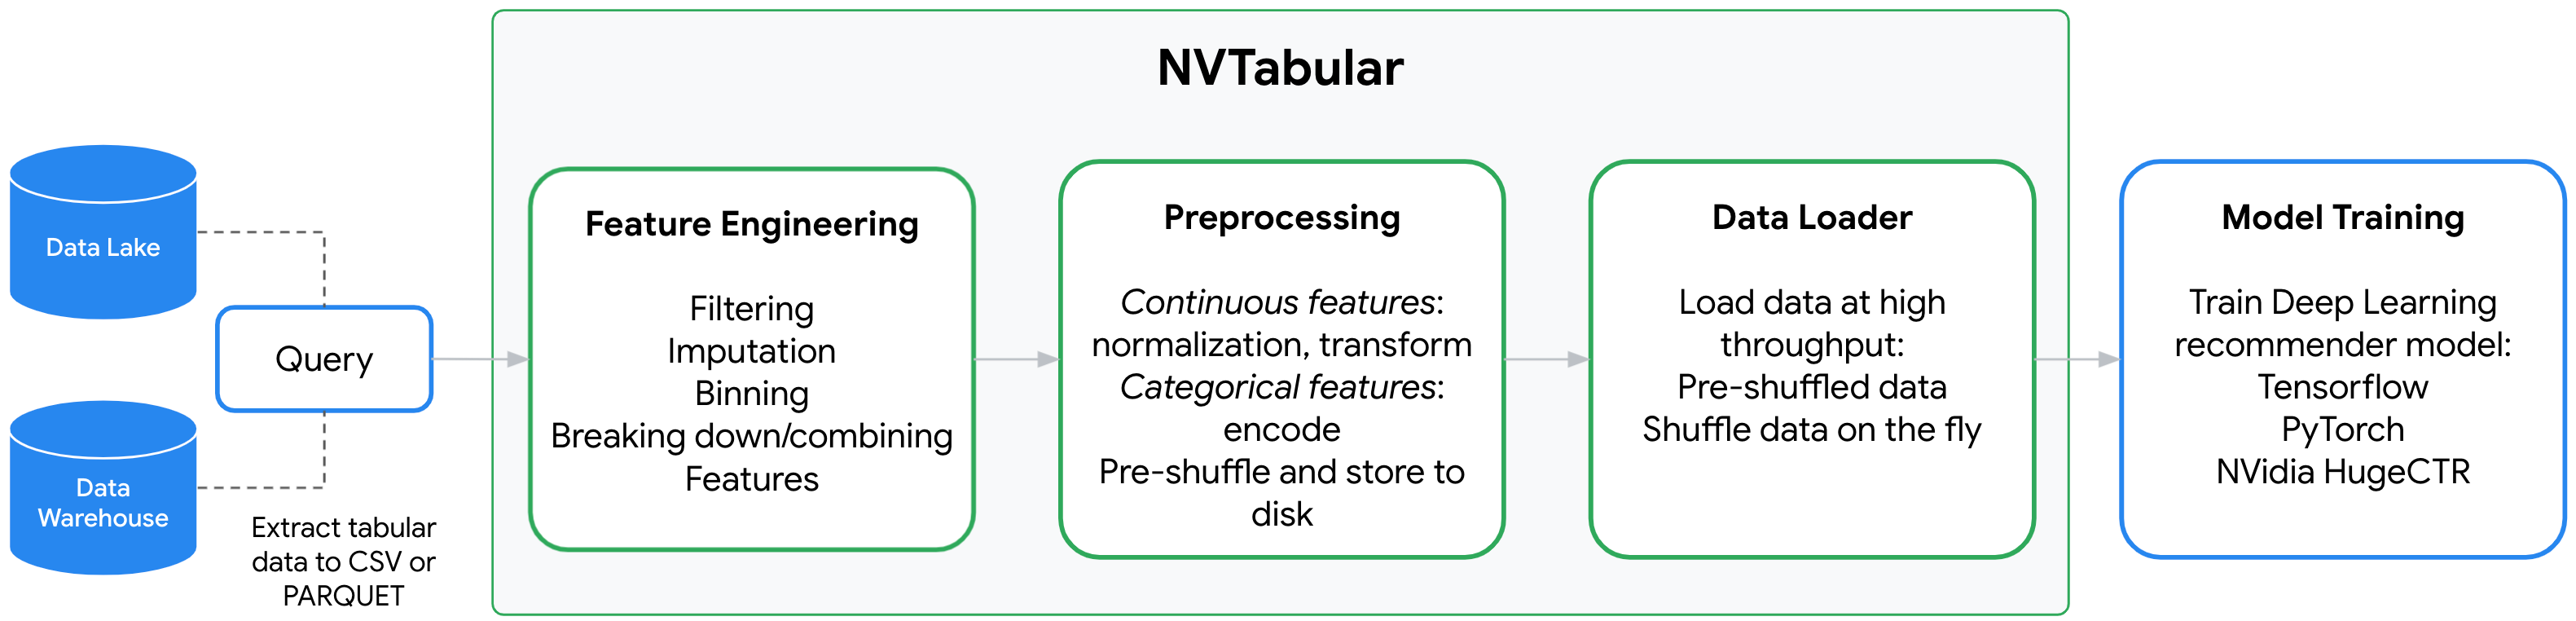 NVTabular
Data Lake
Data
Warehouse
Query
Extract tabular
data to CSV or
PARQUET
Feature Engineering
Filtering
Imputation
Binning
Breaking down/combining
Features
Preprocessing
Continuous features:
normalization, transform
Categorical features:
encode
Pre-shuffle and store to
disk
Data Loader
Load data at high
throughput:
Pre-shuffled data
Shuffle data on the fly
Model Training
Train Deep Learning
recommender model:
Tensorflow
PyTorch
NVidia HugeCTR